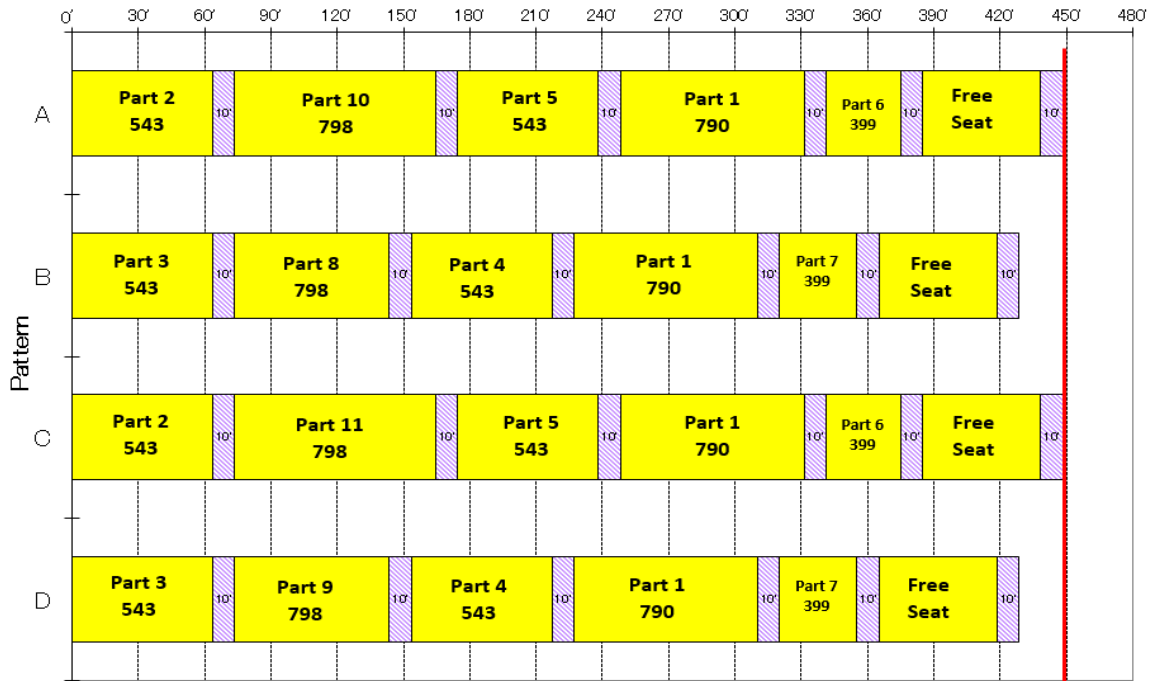 0' 30' 60' 90' 120' 150' 180' 210' 240' 270' 300' 330' 360' 390' 420' 450' 480'
Pattern
A
Part 2
543
10'
Part 10
798
10'
Part 5
543
10'
Part 1
790
10'
Part 6
399
10'
Free
Seat
10'
B
Part 3
543
10'
Part 8
798
10'
Part 4
543
10'
Part 1
790
10'
Part 7
399
10'
Free
Seat
10'
C
Part 2
543
10'
Part 11
798
10'
Part 5
543
10'
Part 1
790
10'
Part 6
399
10'
Free
Seat
10'
D
Part 3
543
10'
Part 9
798
10'
Part 4
543
10'
Part 1
790
10'
Part 7
399
10'
Free
Seat
10'